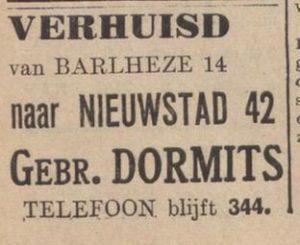 VERHUISD
van BARLHEZE 14
naar NIEUWSTAD 42
GEBR. DORMITS
TELEFOON blijft 344.